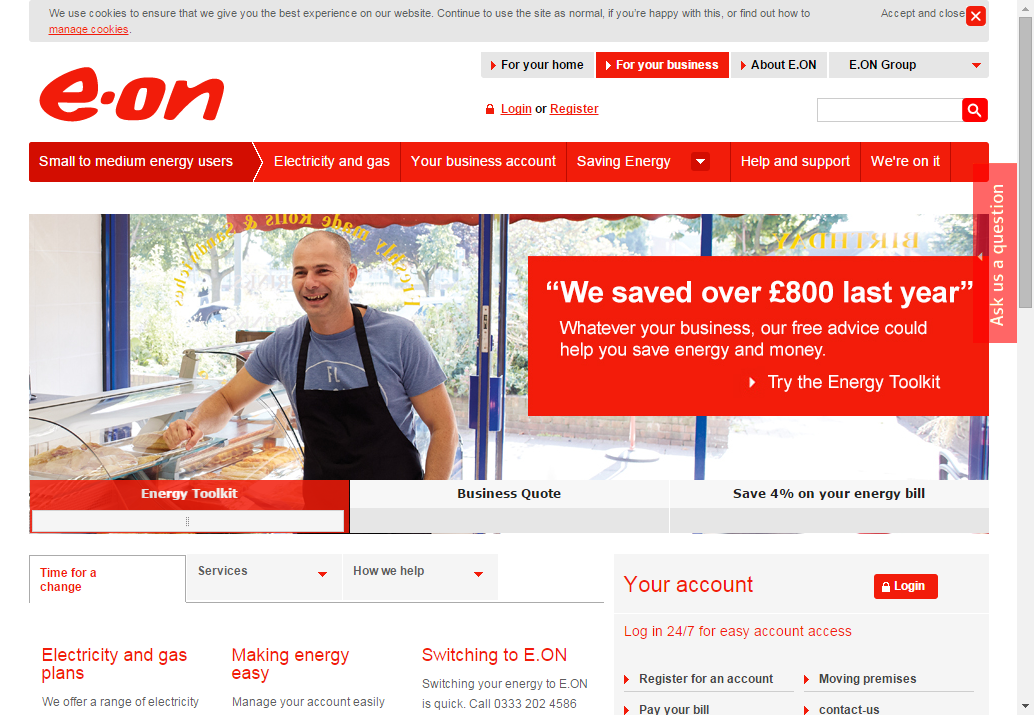 We use cookies to ensure that we give you the best experience on our website. Continue to use the site as normal, if you're happy with this, or find out how to
manage cookies.
Accept and close
For your home
For your business
About E.ON
E.ON Group
e·on
Login or Register
Small to medium energy users
Electricity and gas
Your business account
Saving Energy
Help and support
We're on it
Ask us a question
“We saved over £800 last year”
Whatever your business, our free advice could
help you save energy and money.
Try the Energy Toolkit
Energy Toolkit
Business Quote
Save 4% on your energy bill
Time for a
change
Services
How we help
Your account
Login
Log in 24/7 for easy account access
Register for an account
Moving premises
Pay your bill
contact-us
Electricity and gas
plans
We offer a range of electricity
Making energy
easy
Manage your account easily
Switching to E.ON
Switching your energy to E.ON
is quick. Call 0333 202 4586